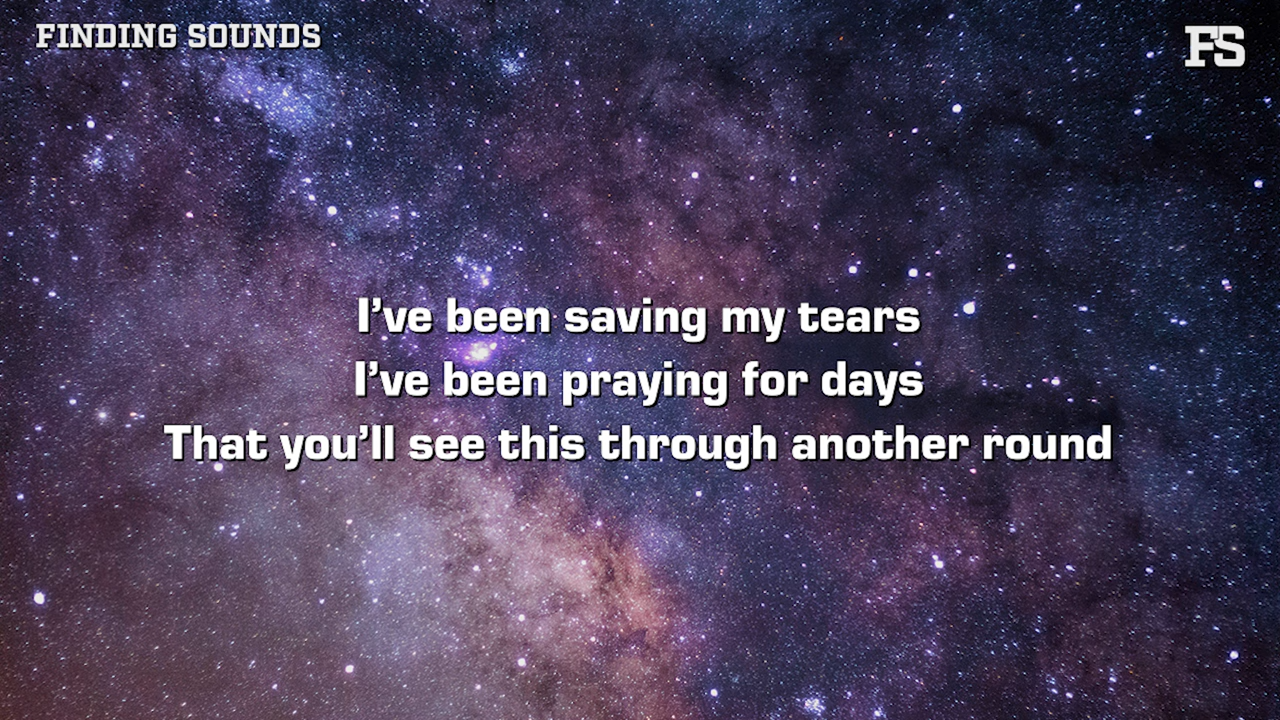 FINDING SOUNDS
FS
I’ve been saving my tears
I’ve been praying for days
That you’ll see this through another round